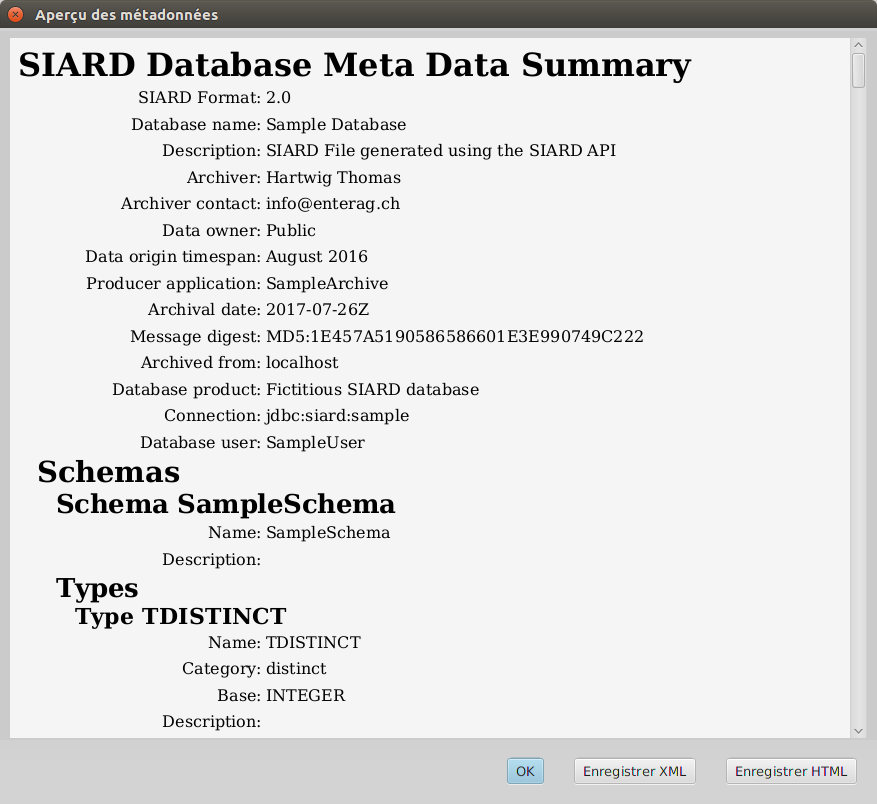 Aperçu des métadonnées
SIARD Database Meta Data Summary
SIARD Format: 2.0
Database name: Sample Database
Description: SIARD File generated using the SIARD API
Archiver: Hartwig Thomas
Archiver contact: info@enterag.ch
Data owner: Public
Data origin timespan: August 2016
Producer application: SampleArchive
Archival date: 2017-07-26Z
Message digest: MD5:1E457A5190586586601E3E990749C222
Archived from: localhost
Database product: Fictitious SIARD database
Connection: jdbc:siard:sample
Database user: SampleUser
Schemas
Schema SampleSchema
Name: SampleSchema
Description:
Types
Type TDISTINCT
Name: TDISTINCT
Category: distinct
Base: INTEGER
Description:
OK Enregistrer XML Enregistrer HTML